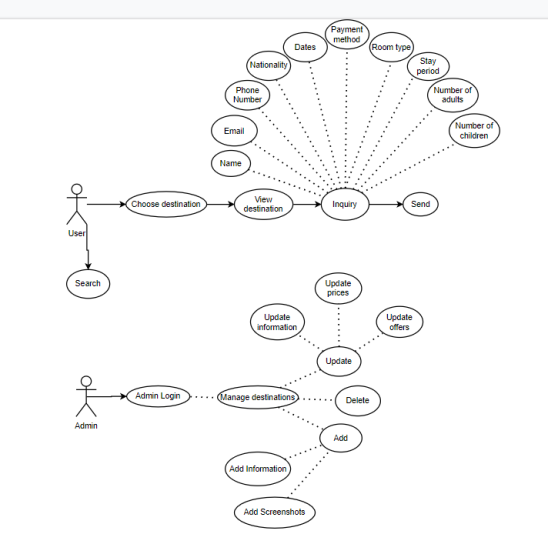 Payment
method
Dates
Room type
Nationality
Stay
period
Phone
Number
Number of
adults
Email
Number of
children
Name
Choose destination
View
destination
Inquiry
Send
User
Search
Update
prices
Update
information
Update
offers
Update
Admin Login
Manage destinations
Delete
Admin
Add
Add Information
Add Screenshots